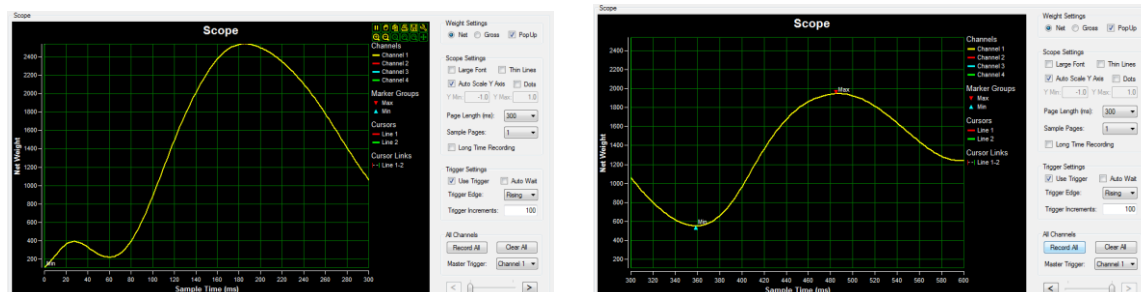 Scope
Scope
Net Weight
2400
2200
2000
1800
1600
1400
1200
1000
800
600
400
200
Min
0 20 40 60 80 100 120 140 160 180 200 220 240 260 280 300
Sample Time (ms)
Channels
Channel 1
Channel 2
Channel 3
Channel 4
Marker Groups
Max
Min
Cursors
Line 1
Line 2
Cursor Links
Line 1-2
Weight Settings
Net Gross PopUp
Scope Settings
Large Font Thin Lines
Auto Scale Y Axis Dots
Y Min: -1.0 Y Max: 1.0
Page Length (ms): 300
Sample Pages: 1
Long Time Recording
Trigger Settings
Use Trigger Auto Wait
Trigger Edge: Rising
Trigger Increments: 100
All Channels
Record All Clear All
Master Trigger: Channel 1
< >
Scope
Scope
Net Weight
2400
2200
2000
1800
1600
1400
1200
1000
800
600
400
200
Max
Min
300 320 340 360 380 400 420 440 460 480 500 520 540 560 580 600
Sample Time (ms)
Channels
Channel 1
Channel 2
Channel 3
Channel 4
Marker Groups
Max
Min
Cursors
Line 1
Line 2
Cursor Links
Line 1-2
Weight Settings
Net Gross PopUp
Scope Settings
Large Font Thin Lines
Auto Scale Y Axis Dots
Y Min: -1.0 Y Max: 1.0
Page Length (ms): 300
Sample Pages: 1
Long Time Recording
Trigger Settings
Use Trigger Auto Wait
Trigger Edge: Rising
Trigger Increments: 100
All Channels
Record All Clear All
Master Trigger: Channel 1
< >